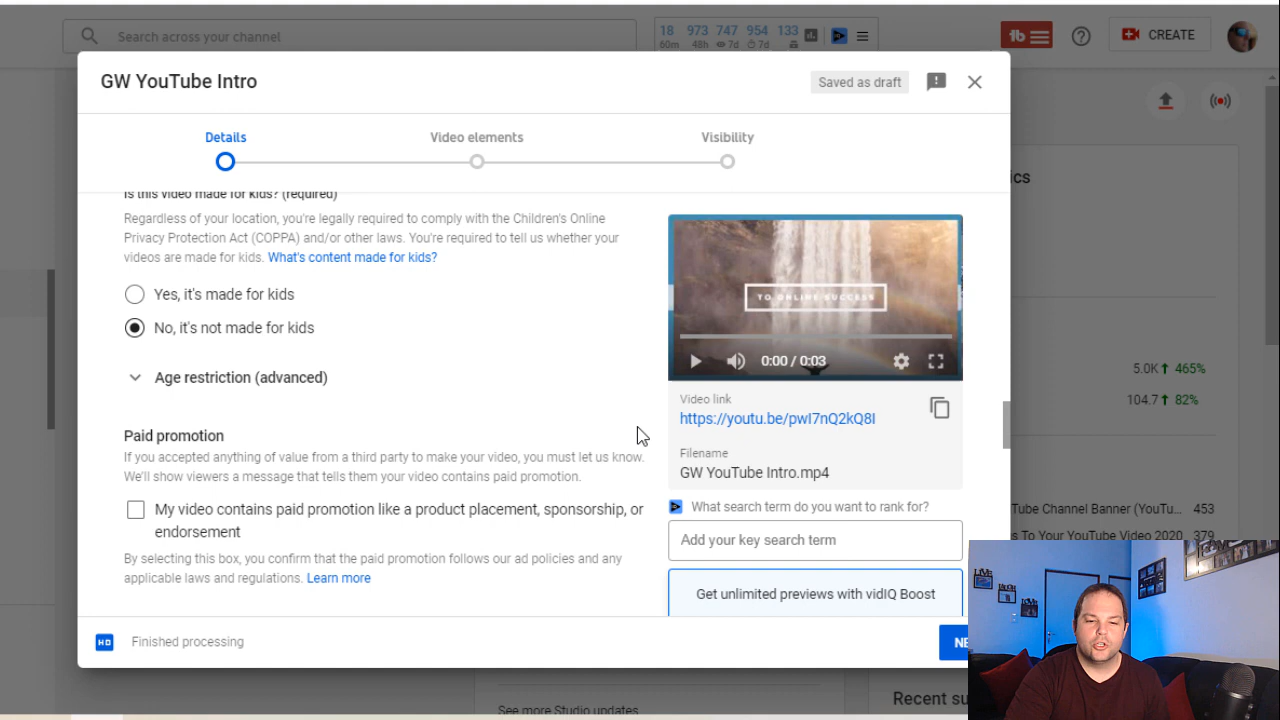 Search across your channel
18 973 747 954 133
60m 48h 7d 7d
CREATE
GW YouTube Intro
Saved as draft
Details
Video elements
Visibility
Is this video made for kids? (required)
Regardless of your location, you're legally required to comply with the Children's Online
Privacy Protection Act (COPPA) and/or other laws. You're required to tell us whether your
videos are made for kids. What's content made for kids?
Yes, it's made for kids
No, it's not made for kids
Age restriction (advanced)
Paid promotion
If you accepted anything of value from a third party to make your video, you must let us know.
We'll show viewers a message that tells them your video contains paid promotion.
My video contains paid promotion like a product placement, sponsorship, or
endorsement
By selecting this box, you confirm that the paid promotion follows our ad policies and any
applicable laws and regulations. Learn more
TO ONLINE SUCCESS
0:00 / 0:03
Video link
https://youtu.be/pwI7nQ2kQ8I
Filename
GW YouTube Intro.mp4
What search term do you want to rank for?
Add your key search term
Get unlimited previews with vidIQ Boost
HD
Finished processing
NE
ics
5.0K 465%
104.7 82%
Tube Channel Banner (YouTu... 453
s To Your YouTube Video 2020 379
See more Studio updates
Recent su
LIVE
LAUGH
LOVE